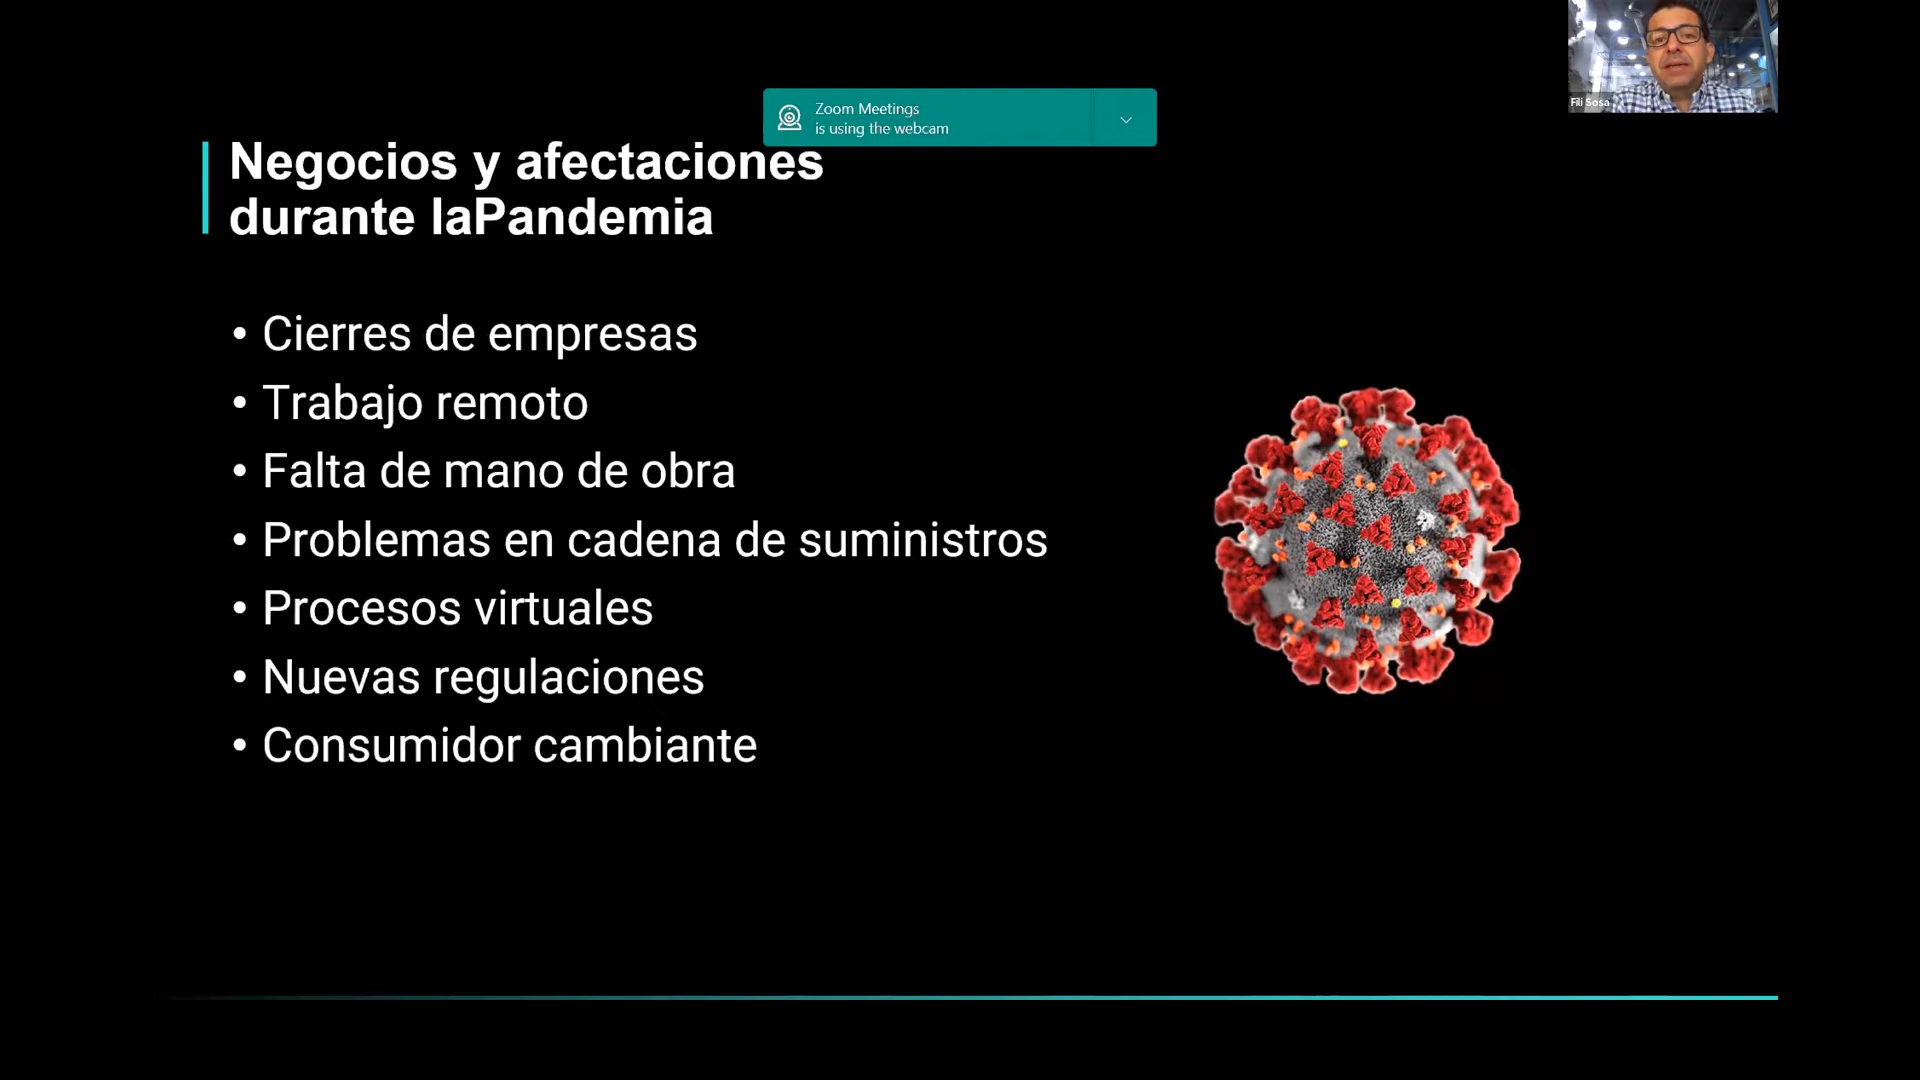 Fili Sosa
Zoom Meetings
is using the webcam
Negocios y afectaciones
durante laPandemia
• Cierres de empresas
• Trabajo remoto
• Falta de mano de obra
• Problemas en cadena de suministros
• Procesos virtuales
• Nuevas regulaciones
• Consumidor cambiante